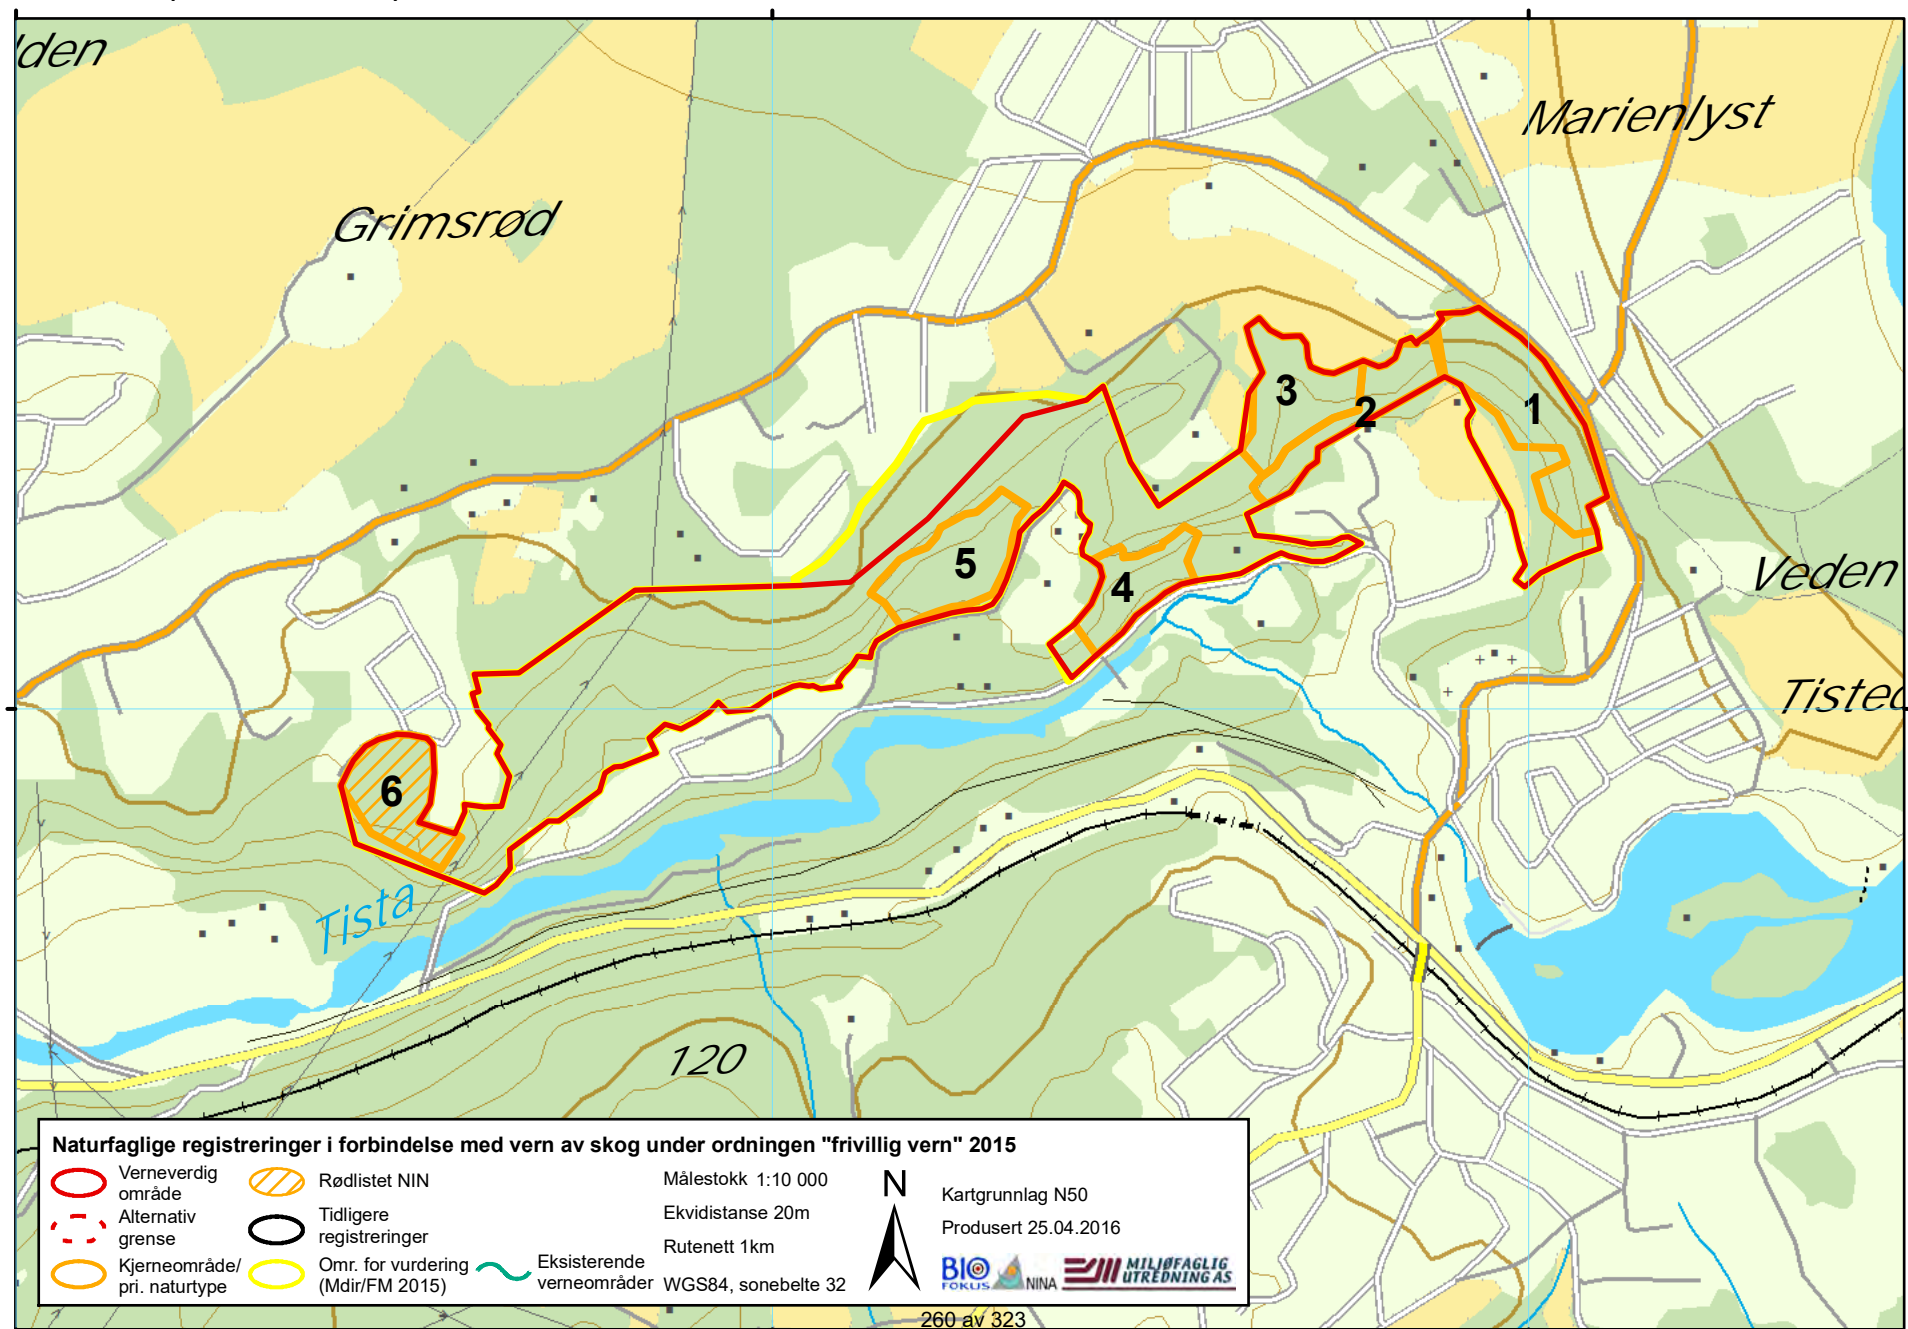 lden
Marienlyst
Grimsrød
3
2
1
5
4
Veden
Tisted
6
Tista
120
Naturfaglige registreringer i forbindelse med vern av skog under ordningen "frivillig vern" 2015
Verneverdig
område
Alternativ
grense
Kjerneområde/
pri. naturtype
Rødlistet NIN
Tidligere
registreringer
Omr. for vurdering
(Mdir/FM 2015)
Eksisterende
verneområder
Målestokk 1:10 000
Ekvidistanse 20m
Rutenett 1km
WGS84, sonebelte 32
N
Kartgrunnlag N50
Produsert 25.04.2016
BIO
FOKUS
NINA
MILJØFAGLIG
UTREDNING AS
260 av 323